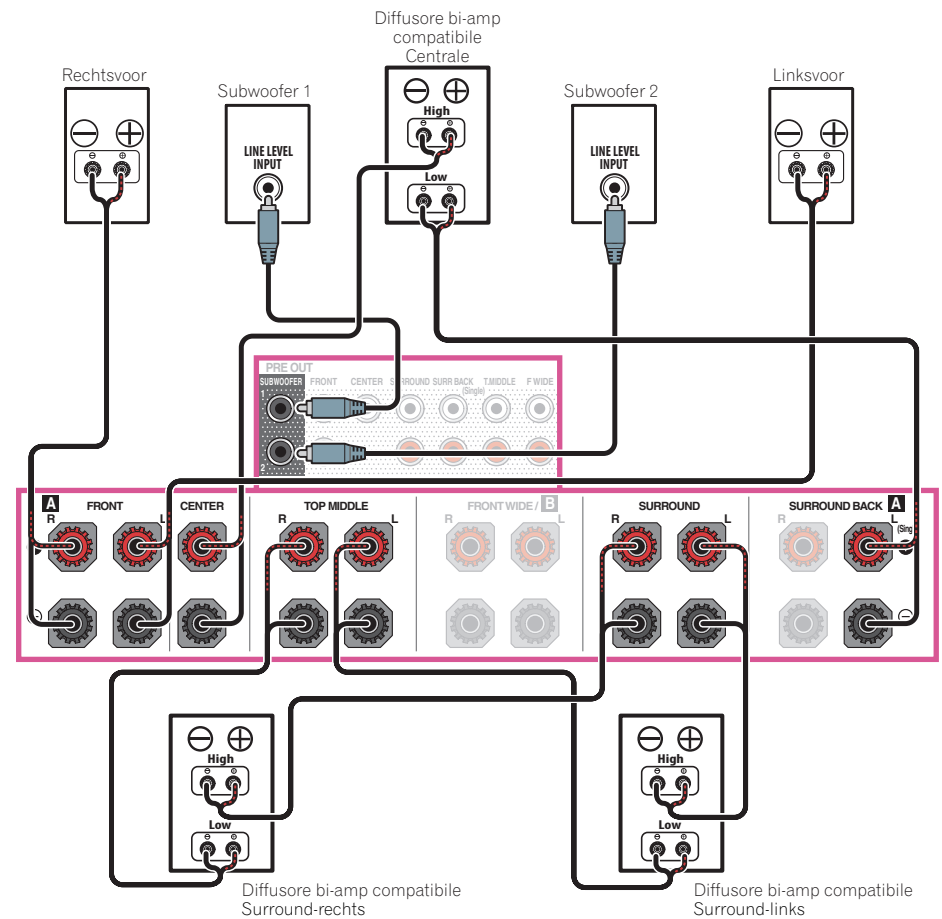 Diffusore bi-amp
compatibile
Centrale
Rechtsvoor
Subwoofer 1
Subwoofer 2
Linksvoor
High
LINE LEVEL
INPUT
LINE LEVEL
INPUT
Low
PRE OUT
SUBWOOFER FRONT CENTER SURR BACK T.MIDDLE F WIDE
(Single)
1
2
A FRONT CENTER TOP MIDDLE FRONT WIDE / B SURROUND SURROUND BACK A
R L R L R L R L R L
(Sing
High
High
Low
Low
Diffusore bi-amp compatibile
Surround-rechts
Diffusore bi-amp compatibile
Surround-links